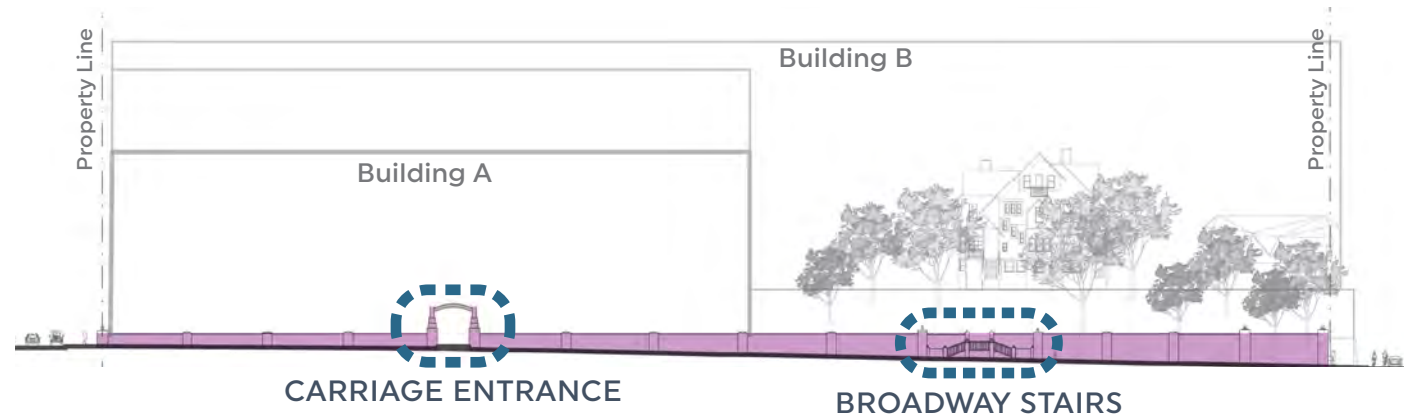 Property Line
Building B
Property Line
Building A
CARRIAGE ENTRANCE
BROADWAY STAIRS